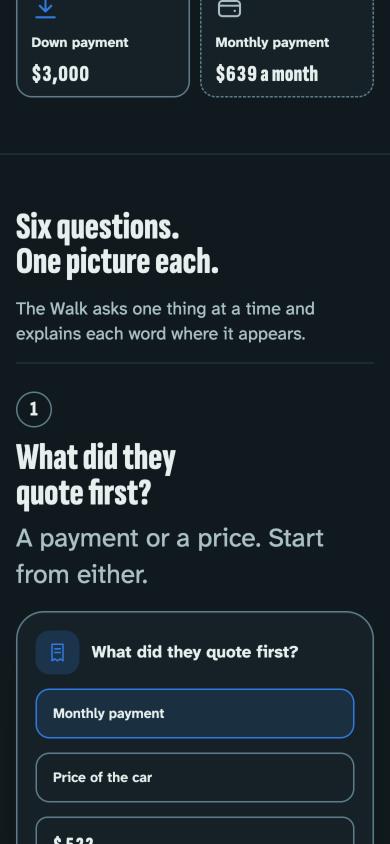 Down payment
$3,000
Monthly payment
$639 a month
Six questions.
One picture each.
The Walk asks one thing at a time and
explains each word where it appears.
1
What did they
quote first?
A payment or a price. Start
from either.
What did they quote first?
Monthly payment
Price of the car